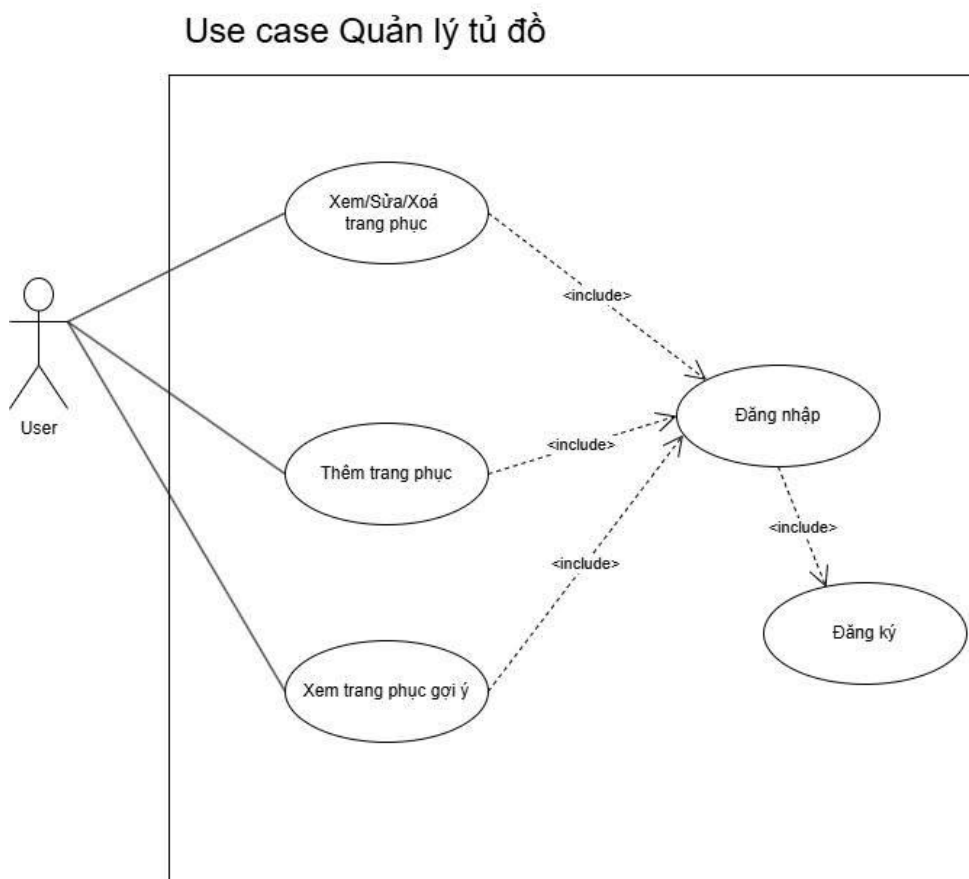 Use case Quản lý tủ đồ
Xem/Sửa/Xoá
trang phục
<include>
User
Đăng nhập
Thêm trang phục
<include>
<include>
<include>
Xem trang phục gợi ý
Đăng ký